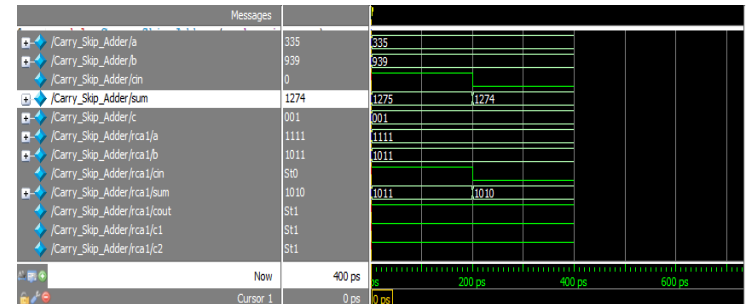 Messages
/Carry_Skip_Adder/a 335 335
/Carry_Skip_Adder/b 939 939
/Carry_Skip_Adder/cin 0
/Carry_Skip_Adder/sum 1274 1275 1274
/Carry_Skip_Adder/c 001 001
/Carry_Skip_Adder/rca1/a 1111 1111
/Carry_Skip_Adder/rca1/b 1011 1011
/Carry_Skip_Adder/rca1/cin St0
/Carry_Skip_Adder/rca1/sum 1010 1011 1010
/Carry_Skip_Adder/rca1/cout St1
/Carry_Skip_Adder/rca1/c1 St1
/Carry_Skip_Adder/rca1/c2 St1
Now 400 ps ps 200 ps 400 ps 600 ps
Cursor 1 0 ps 0 ps